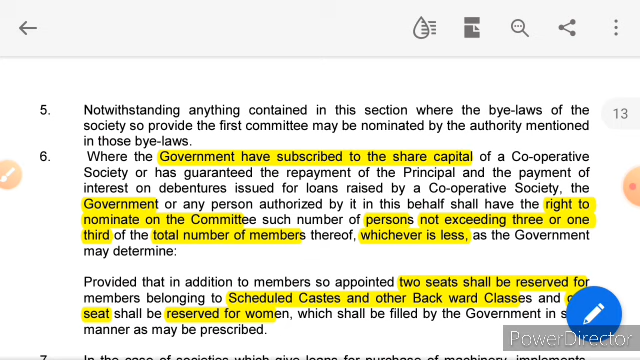 5. Notwithstanding anything contained in this section where the bye-laws of the
society so provide the first committee may be nominated by the authority mentioned
in those bye-laws.
13
6. Where the Government have subscribed to the share capital of a Co-operative
Society or has guaranteed the repayment of the Principal and the payment of
interest on debentures issued for loans raised by a Co-operative Society, the
Government or any person authorized by it in this behalf shall have the right to
nominate on the Committee such number of persons not exceeding three or one
third of the total number of members thereof, whichever is less, as the Government
may determine:
Provided that in addition to members so appointed two seats shall be reserved for
members belonging to Scheduled Castes and other Back ward Classes and
seat shall be reserved for women, which shall be filled by the Government in
manner as may be prescribed.
PowerDirector
7. In the case of societies which give loans for purchase of machinery, implements,